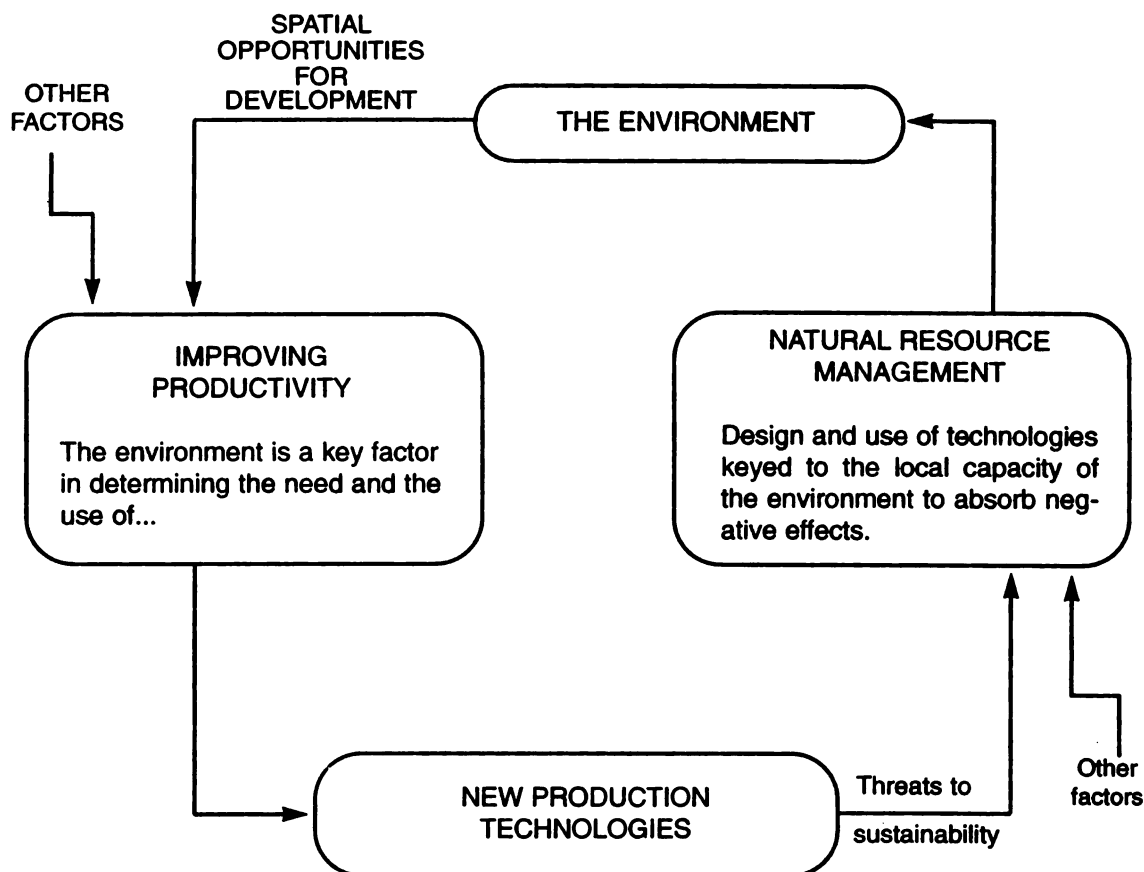 SPATIAL
OPPORTUNITIES
FOR
DEVELOPMENT
OTHER
FACTORS
THE ENVIRONMENT
IMPROVING
PRODUCTIVITY
The environment is a key factor
in determining the need and the
use of...
NATURAL RESOURCE
MANAGEMENT
Design and use of technologies
keyed to the local capacity of
the environment to absorb neg-
ative effects.
NEW PRODUCTION
TECHNOLOGIES
Threats to
sustainability
Other
factors